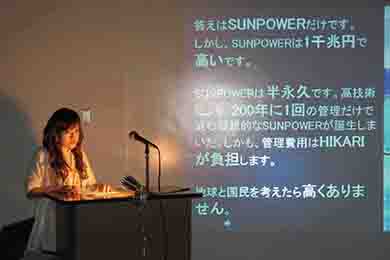 答えはSUNPOWERだけです。
しかし、SUNPOWERは1千兆円で
高いです。
SUNPOWERは半永久です。高技術
200年に1回の管理だけで
的なSUNPOWERが誕生しま
した。しかも、管理費用はHIKARI
が負担します。
地球と国民を考えたら高くありま
せん。